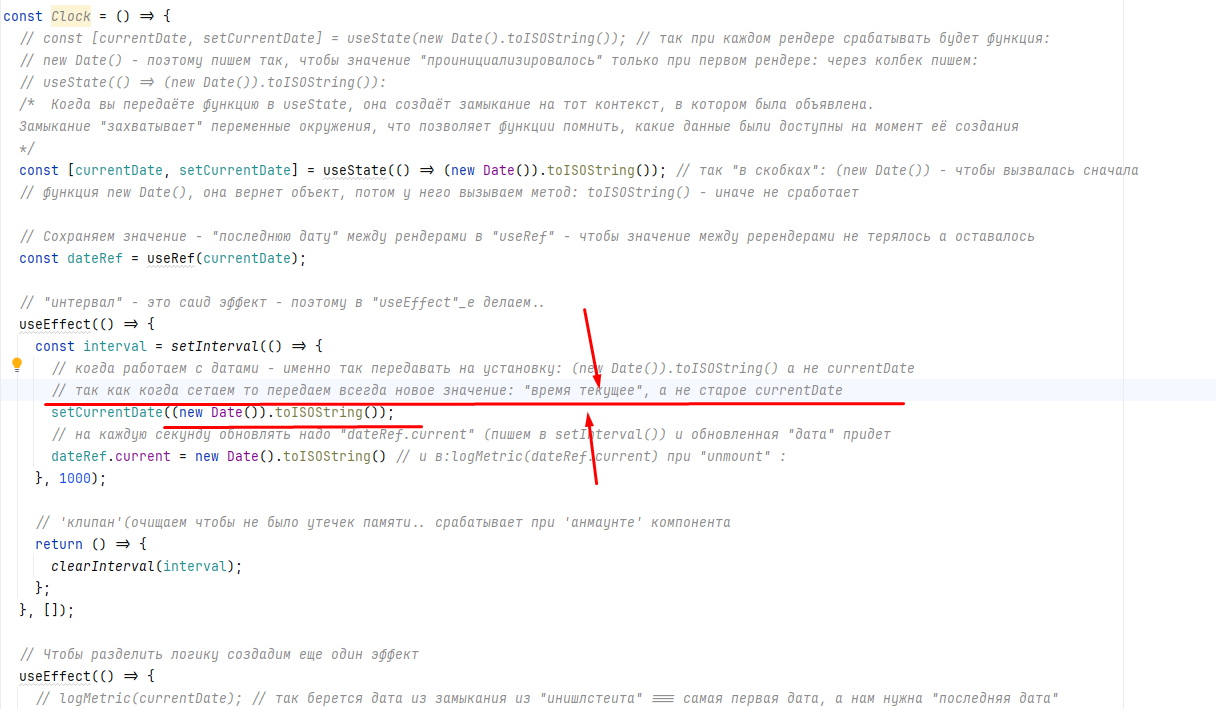 const Clock = () => {
// const [currentDate, setCurrentDate] = useState(new Date().toISOString()); // так при каждом рендере срабатывать будет функция:
// new Date() - поэтому пишем так, чтобы значение "проинициализировалось" только при первом рендере: через колбек пишем:
// useState(() => (new Date()).toISOString()):
/*  Когда вы передаёте функцию в useState, она создаёт замыкание на тот контекст, в котором была объявлена.
Замыкание "захватывает" переменные окружения, что позволяет функции помнить, какие данные были доступны на момент её создания
*/
const [currentDate, setCurrentDate] = useState(() => (new Date()).toISOString()); // так "в скобках": (new Date()) - чтобы вызвалась сначала
// функция new Date(), она вернет объект, потом у него вызываем метод: toISOString() - иначе не сработает
// Сохраняем значение - "последнюю дату" между рендерами в "useRef" - чтобы значение между ререндерами не терялось а оставалось
const dateRef = useRef(currentDate);
// "интервал" - это саид эффект - поэтому в "useEffect"_е делаем..
useEffect(() => {
const interval = setInterval(() => {
// когда работаем с датами - именно так передавать на установку: (new Date()).toISOString() а не currentDate
// так как когда сетаем то передаем всегда новое значение: "время текущее", а не старое currentDate
setCurrentDate((new Date()).toISOString());
// на каждую секунду обновлять надо "dateRef.current" (пишем в setInterval()) и обновленная "дата" придет
dateRef.current = new Date().toISOString() // и в:logMetric(dateRef.current) при "unmount" :
}, 1000);
// 'клипан'(очищаем чтобы не было утечек памяти.. срабатывает при 'анмаунте' компонента
return () => {
clearInterval(interval);
};
}, []);
// Чтобы разделить логику создадим еще один эффект
useEffect(() => {
// logMetric(currentDate); // так берется дата из замыкания из "инишлстеита" === самая первая дата, а нам нужна "последняя дата"